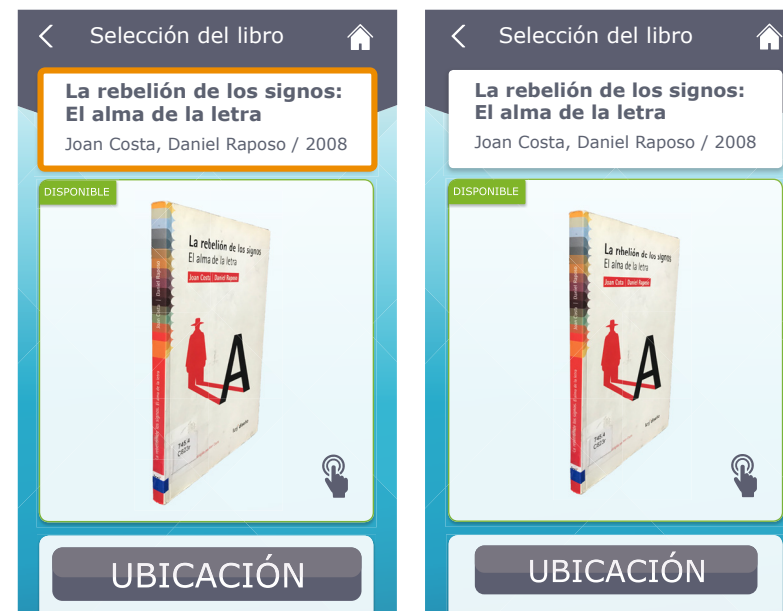 Selección del libro
La rebelión de los signos:
El alma de la letra
Joan Costa, Daniel Raposo / 2008
DISPONIBLE
La rebelión de los signos
El alma de la letra
Joan Costa | Daniel Raposo
A
UBICACIÓN
Selección del libro
La rebelión de los signos:
El alma de la letra
Joan Costa, Daniel Raposo / 2008
DISPONIBLE
La rebelión de los signos
El alma de la letra
Joan Costa | Daniel Raposo
A
UBICACIÓN